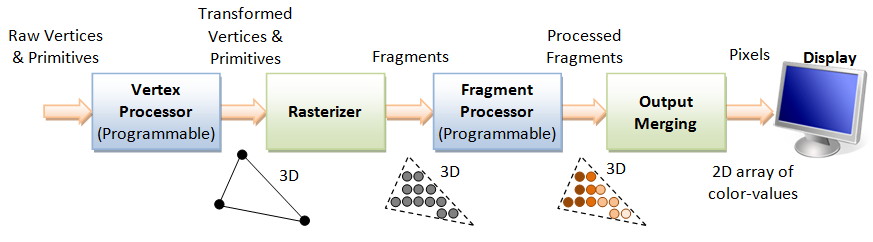 Raw Vertices
& Primitives
Vertex
Processor
(Programmable)
Transformed
Vertices &
Primitives
Rasterizer
Fragments
Fragment
Processor
(Programmable)
Processed
Fragments
Output
Merging
Pixels
Display
3D
3D
3D
2D array of
color-values